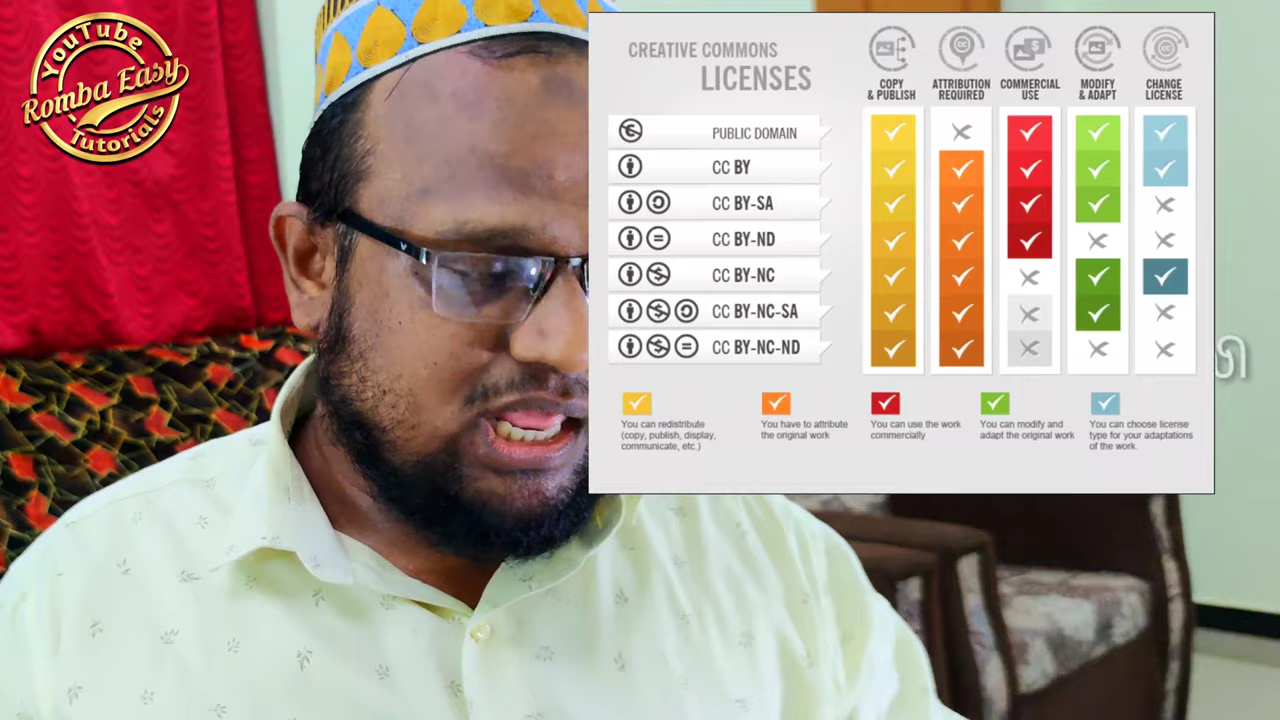 YouTube
Romba Easy
Tutorials
CREATIVE COMMONS
LICENSES
COPY
& PUBLISH
ATTRIBUTION
REQUIRED
COMMERCIAL
USE
MODIFY
& ADAPT
CHANGE
LICENSE
PUBLIC DOMAIN
CC BY
CC BY-SA
CC BY-ND
CC BY-NC
CC BY-NC-SA
CC BY-NC-ND
You can redistribute
(copy, publish, display,
communicate, etc.)
You have to attribute
the original work
You can use the work
commercially
You can modify and
adapt the original work
You can choose license
type for your adaptations
of the work.